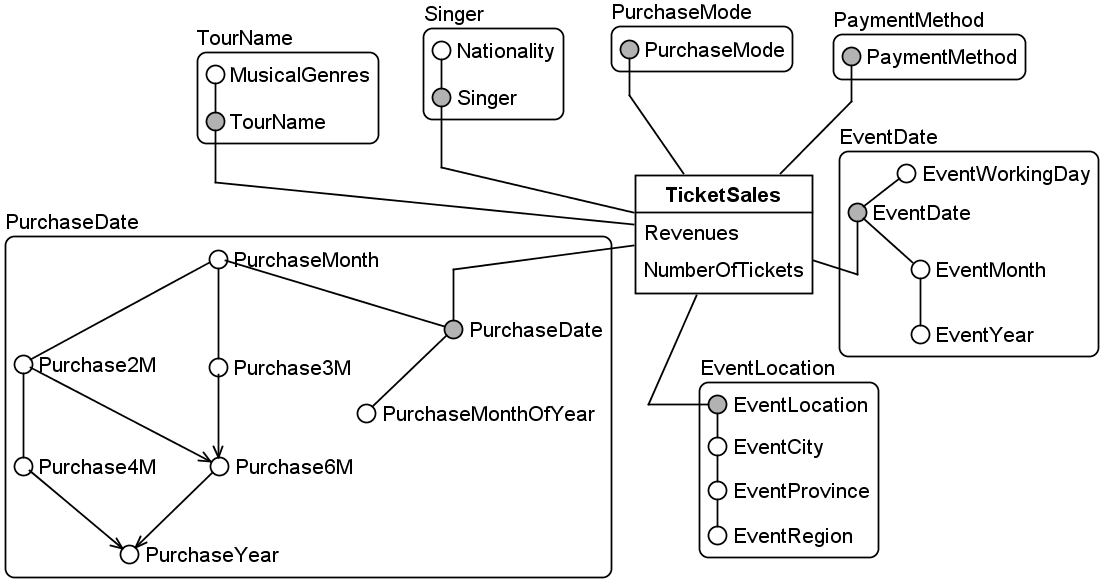 Singer
PurchaseMode
PaymentMethod
TourName
MusicalGenres
TourName
Nationality
Singer
PurchaseMode
PaymentMethod
TicketSales
Revenues
NumberOfTickets
EventDate
EventWorkingDay
EventDate
EventMonth
EventYear
PurchaseDate
PurchaseMonth
PurchaseDate
Purchase2M
Purchase3M
PurchaseMonthOfYear
Purchase4M
Purchase6M
PurchaseYear
EventLocation
EventLocation
EventCity
EventProvince
EventRegion